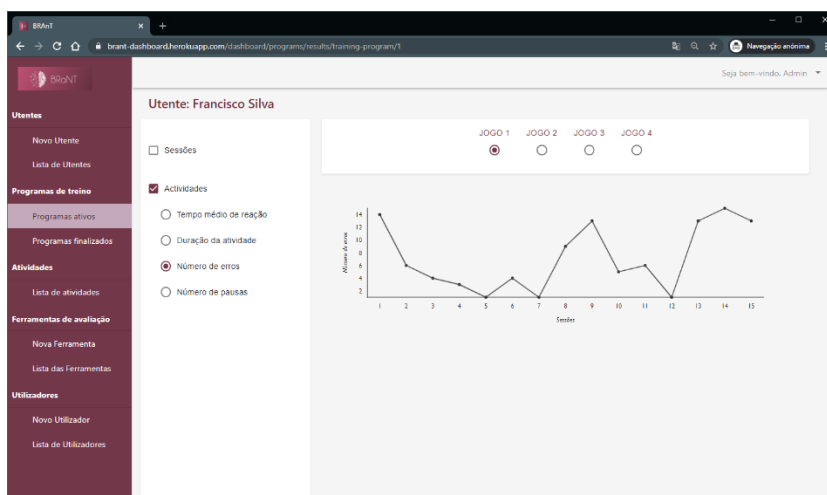 BRAnT
brant-dashboard.herokuapp.com/dashboard/programs/results/training-program/1
Navegação anónima
BRaNT
Seja bem-vindo, Admin
Utentes
Novo Utente
Lista de Utentes
Programas de treino
Programas ativos
Programas finalizados
Atividades
Lista de atividades
Ferramentas de avaliação
Nova Ferramenta
Lista das Ferramentas
Utilizadores
Novo Utilizador
Lista de Utilizadores
Utente: Francisco Silva
Sessões
Actividades
Tempo médio de reação
Duração da atividade
Número de erros
Número de pausas
JOGO 1 JOGO 2 JOGO 3 JOGO 4
Número de erros
14
12
10
8
6
4
2
1 2 3 4 5 6 7 8 9 10 11 12 13 14 15
Sessões